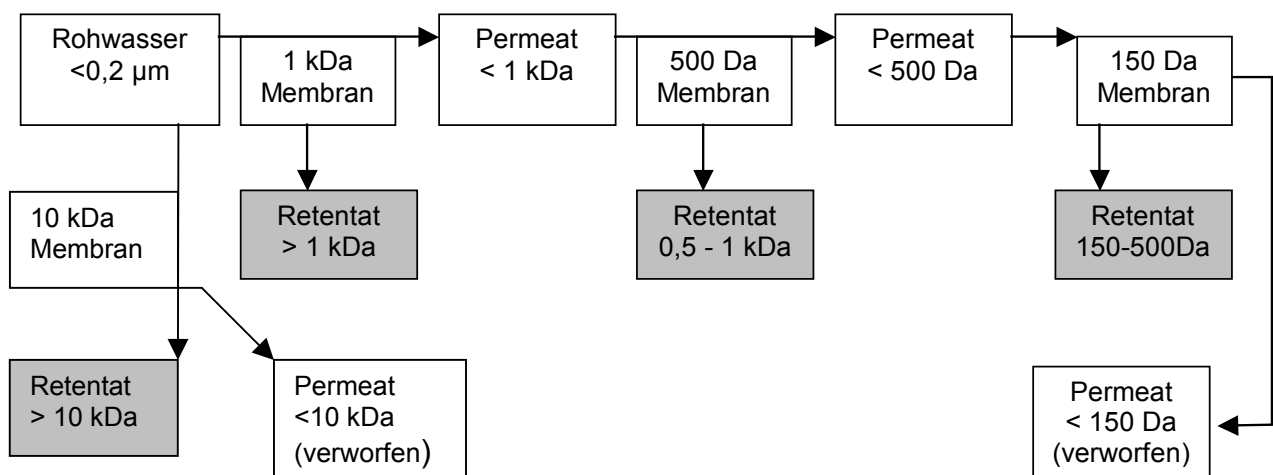 Rohwasser
<0,2 µm
1 kDa
Membran
Permeat
< 1 kDa
500 Da
Membran
Permeat
< 500 Da
150 Da
Membran
10 kDa
Membran
Retentat
> 1 kDa
Retentat
0,5 - 1 kDa
Retentat
150-500Da
Retentat
> 10 kDa
Permeat
<10 kDa
(verworfen)
Permeat
< 150 Da
(verworfen)